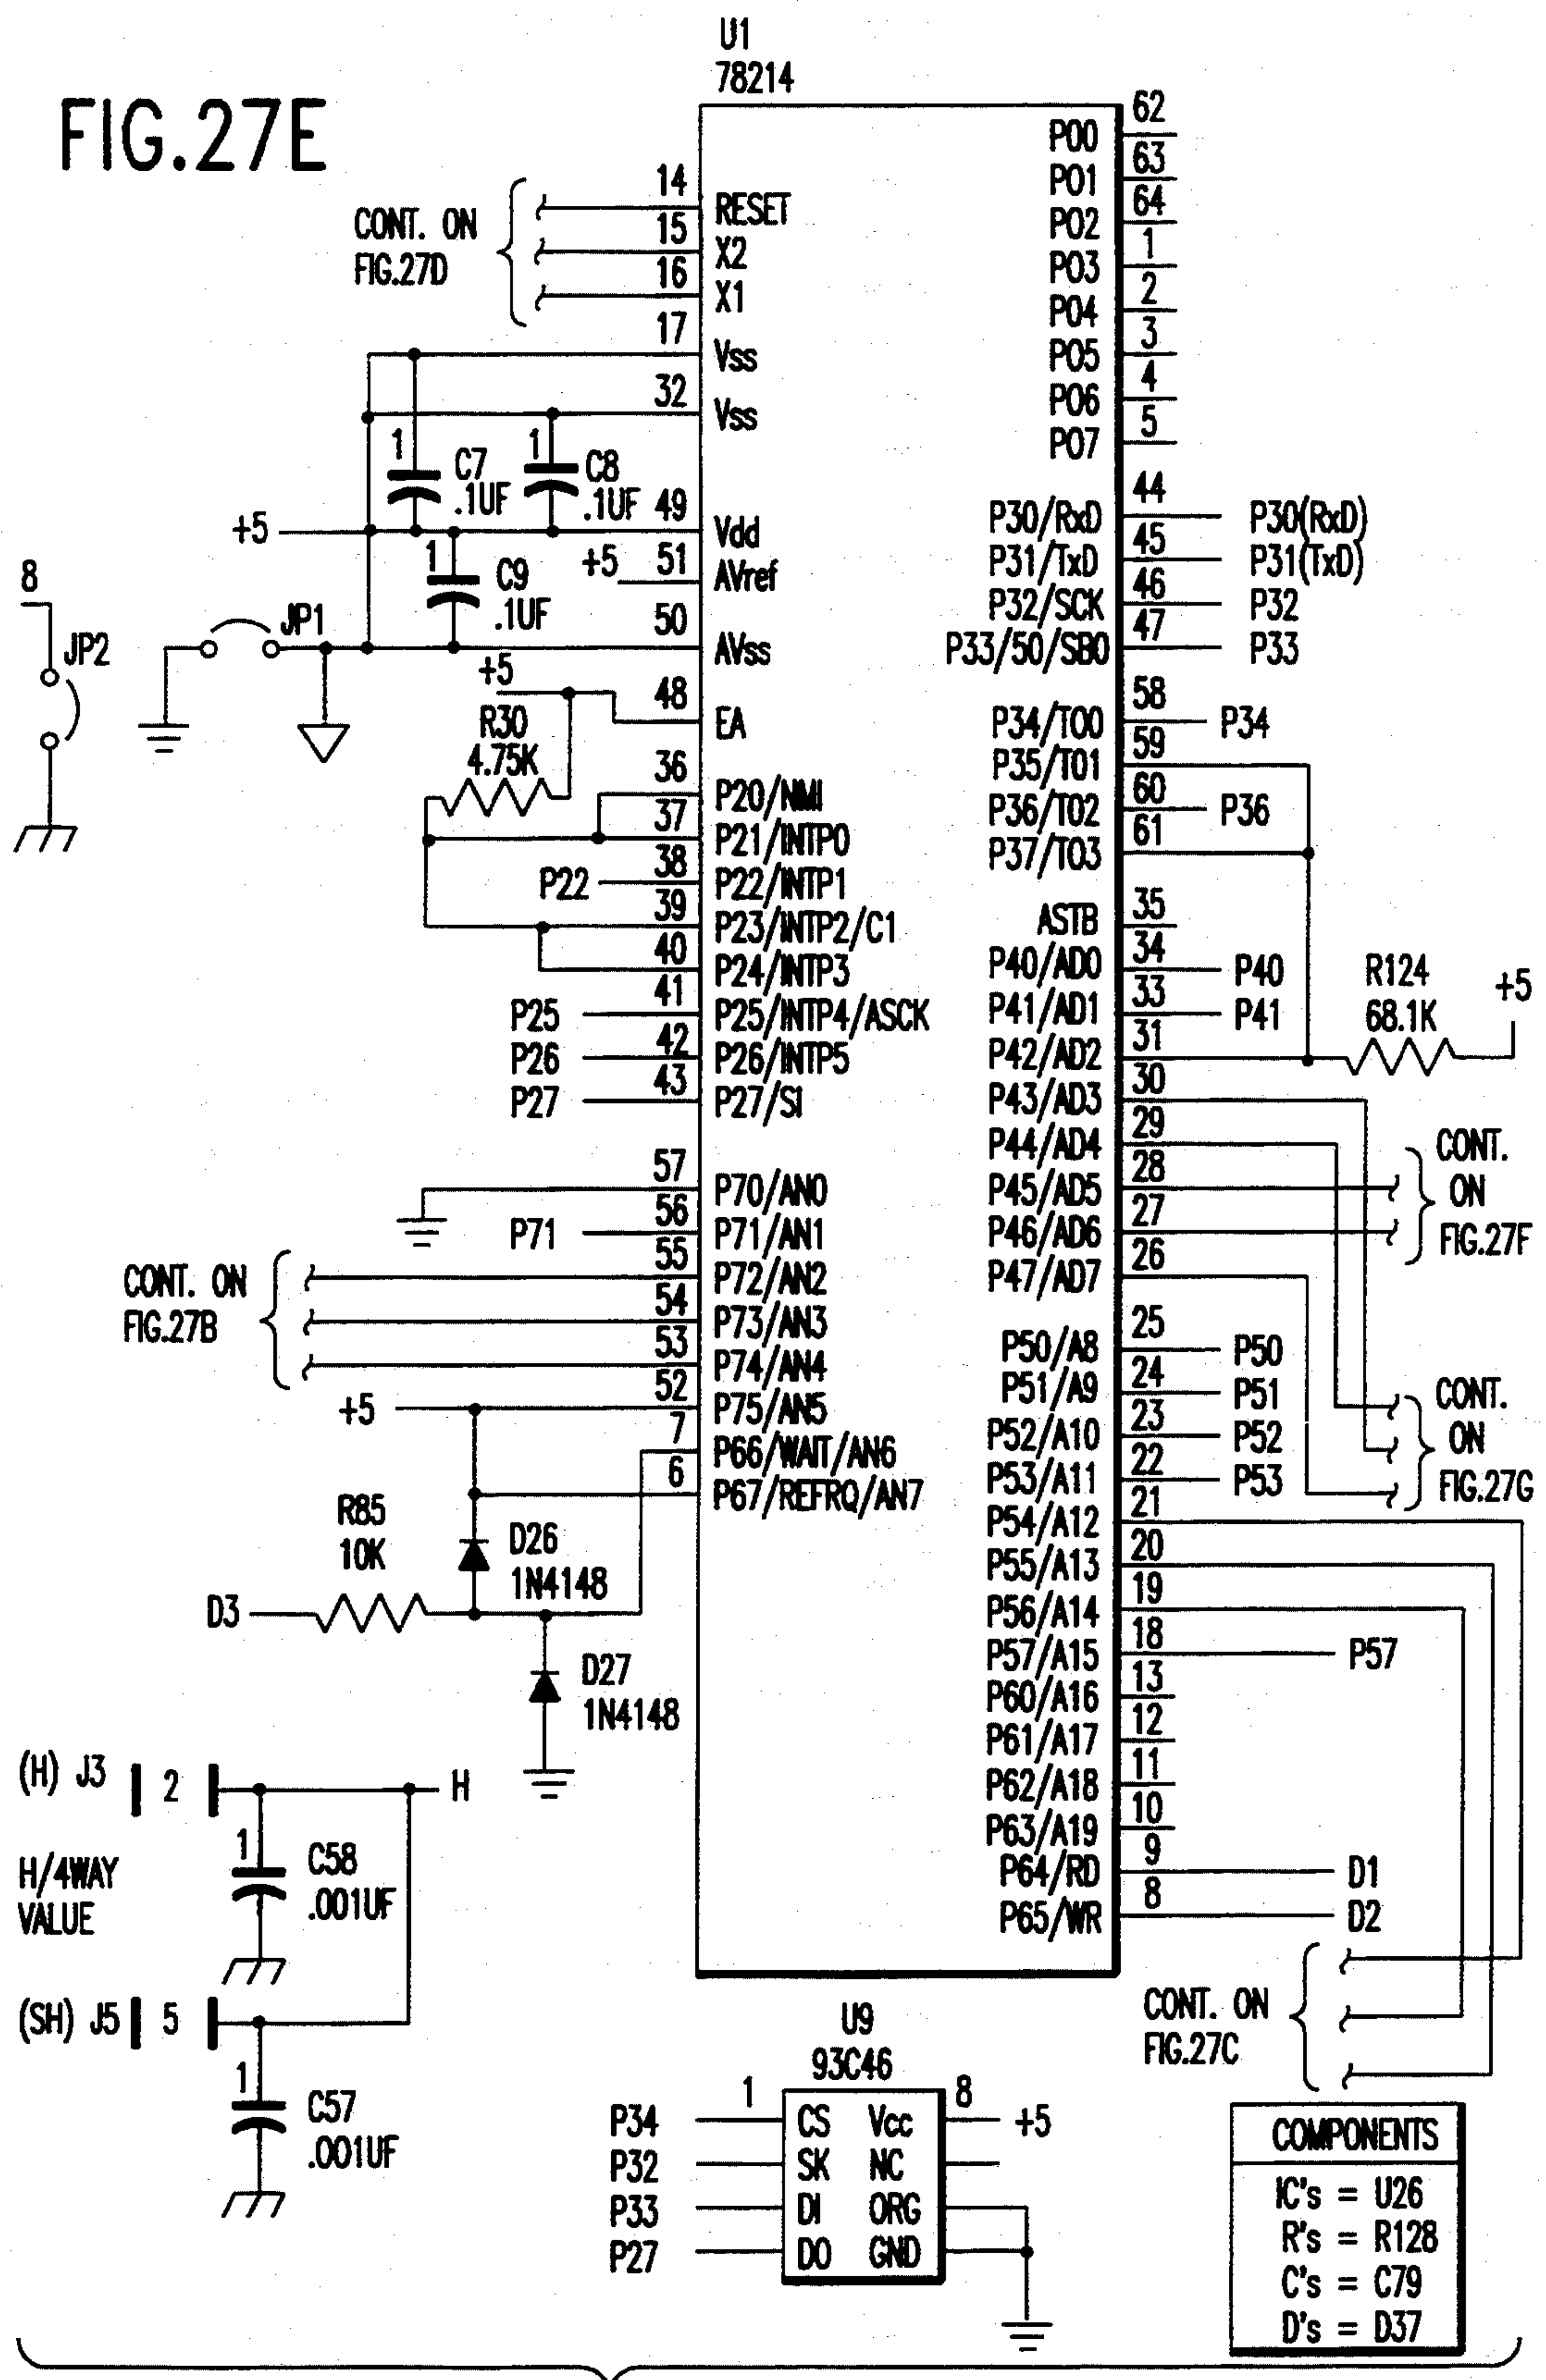 FIG.27E
U1
78214
CONT. ON
FIG.27D
14
RESET
15
X2
16
X1
17
Vss
32
Vss
1
C7
.1UF
1
C8
.1UF
+5
49
Vdd
+5
51
AVref
1
C9
.1UF
50
AVss
8
JP2
JP1
+5
48
EA
R30
4.75K
36
P20/NMI
37
P21/INTP0
P22
38
P22/INTP1
39
P23/INTP2/C1
40
P24/INTP3
P25
41
P25/INTP4/ASCK
P26
42
P26/INTP5
P27
43
P27/SI
57
P70/AN0
P71
56
P71/AN1
CONT. ON
FIG.27B
55
P72/AN2
54
P73/AN3
53
P74/AN4
+5
52
P75/AN5
7
P66/WAIT/AN6
6
P67/REFRQ/AN7
R85
10K
D3
D26
1N4148
D27
1N4148
P00 62
P01 63
P02 64
P03 1
P04 2
P05 3
P06 4
P07 5
P30/RxD 44 P30(RxD)
P31/TxD 45 P31(TxD)
P32/SCK 46 P32
P33/50/SB0 47 P33
P34/T00 58 P34
P35/T01 59
P36/T02 60 P36
P37/T03 61
ASTB 35
P40/AD0 34 P40
P41/AD1 33 P41
P42/AD2 31
R124
68.1K
+5
P43/AD3 30
P44/AD4 29
P45/AD5 28
P46/AD6 27
P47/AD7 26
CONT.
ON
FIG.27F
P50/A8 25 P50
P51/A9 24 P51
P52/A10 23 P52
P53/A11 22 P53
CONT.
ON
FIG.27G
P54/A12 21
P55/A13 20
P56/A14 19
P57/A15 18 P57
P60/A16 13
P61/A17 12
P62/A18 11
P63/A19 10
P64/RD 9 D1
P65/WR 8 D2
CONT. ON
FIG.27C
(H) J3 2 H
1
C58
.001UF
H/4WAY
VALUE
(SH) J5 5
1
C57
.001UF
U9
93C46
P34 1 CS Vcc 8 +5
P32 SK NC
P33 DI ORG
P27 DO GND
COMPONENTS
IC's = U26
R's = R128
C's = C79
D's = D37